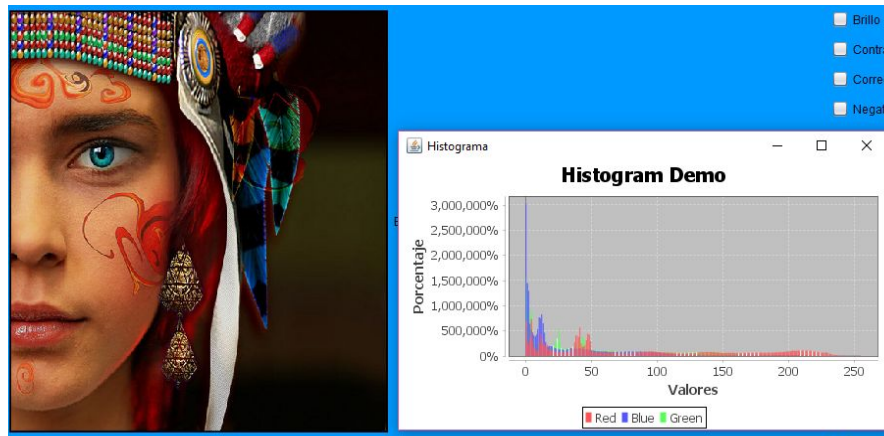 Brillo
Contra
Corre
Negat
Histograma
Histogram Demo
Porcentaje
3,000,000%
2,500,000%
2,000,000%
1,500,000%
1,000,000%
500,000%
0%
0 50 100 150 200 250
Valores
Red Blue Green